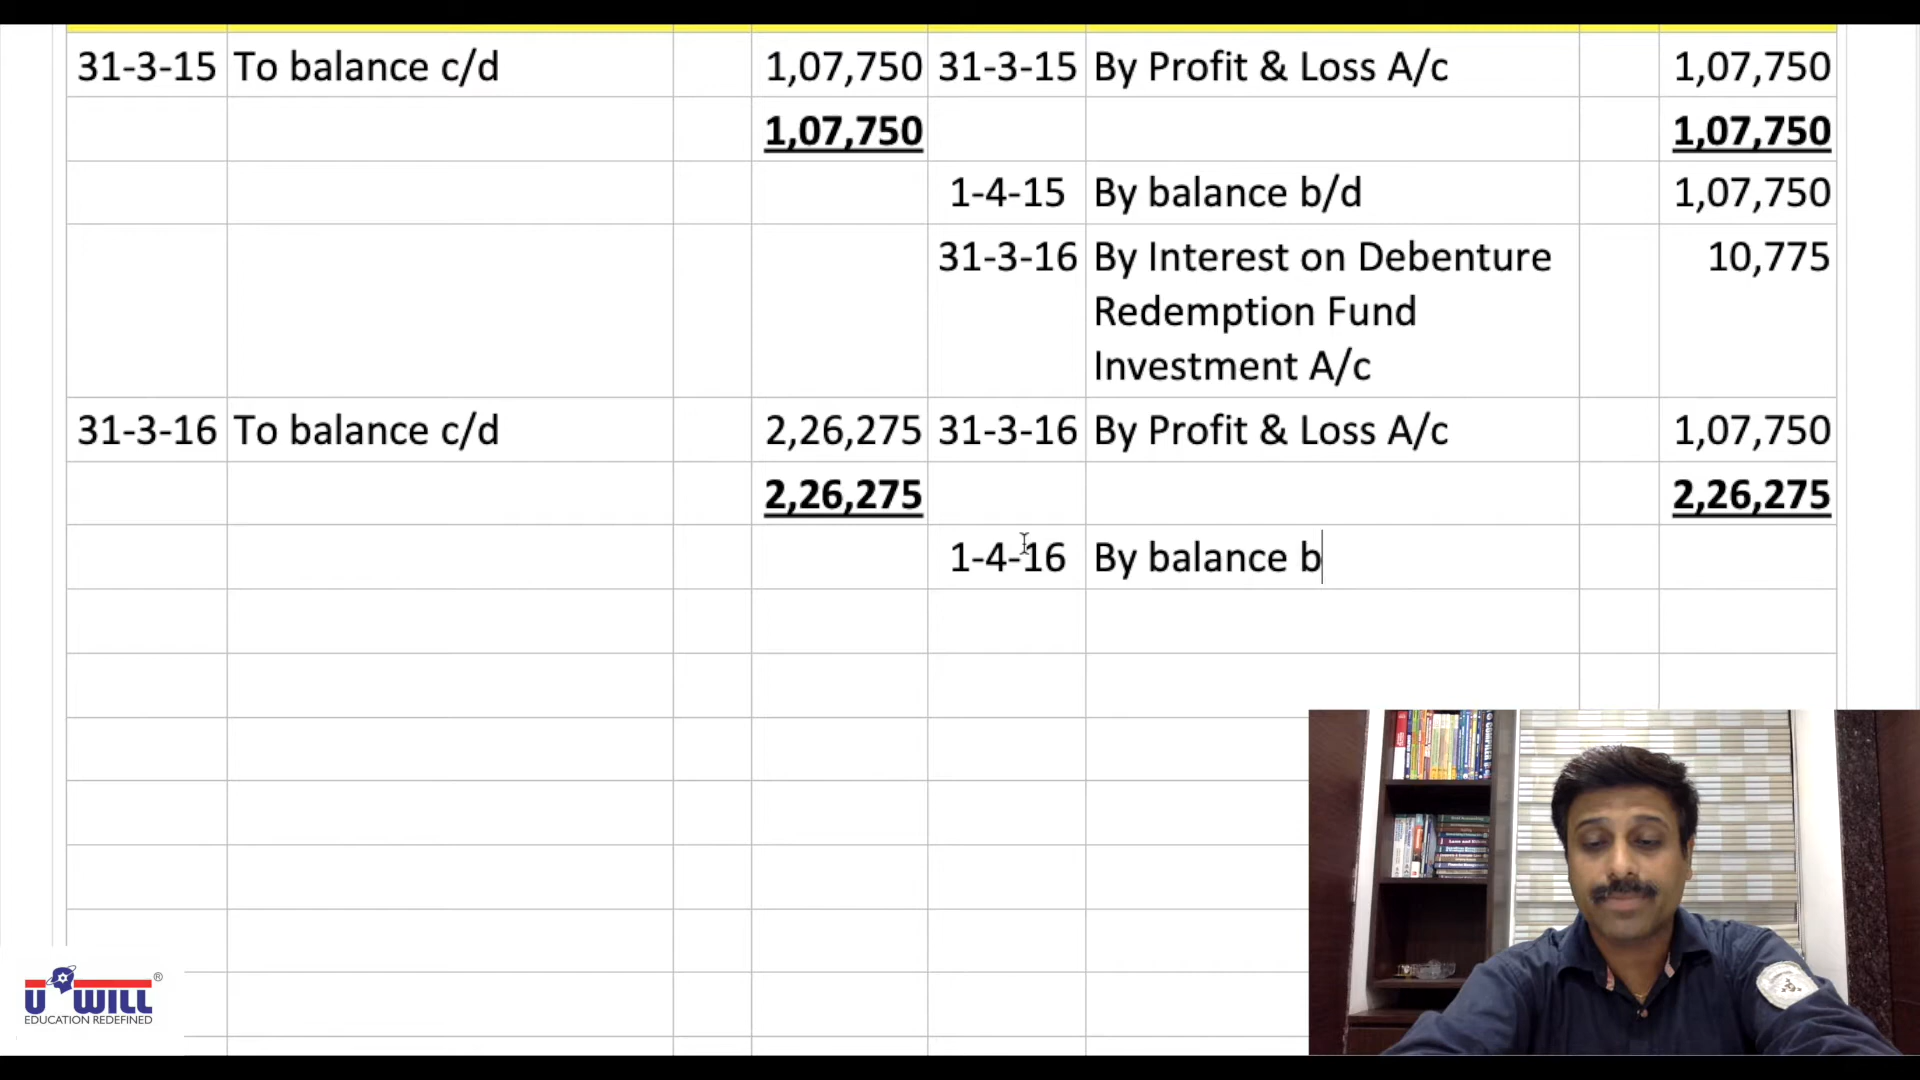 31-3-15 To balance c/d 1,07,750 31-3-15 By Profit & Loss A/c 1,07,750
1,07,750 1,07,750
1-4-15 By balance b/d 1,07,750
31-3-16 By Interest on Debenture 10,775
Redemption Fund
Investment A/c
31-3-16 To balance c/d 2,26,275 31-3-16 By Profit & Loss A/c 1,07,750
2,26,275 2,26,275
1-4-16 By balance b
U WILL ®
EDUCATION REDEFINED